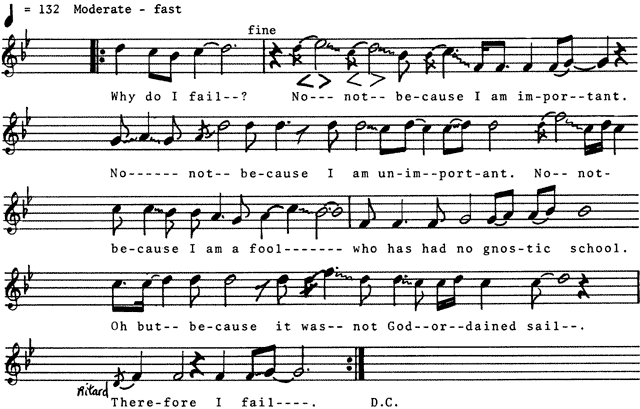 = 132 Moderate - fast
fine
Why do I fail--? No--- not-- be-cause I am im-por--tant.
No------ not-- be-cause I am un-im--port-ant. No-- not-
be-cause I am a fool------- who has had no gnos-tic school.
Oh but-- be-cause it was-- not God--or--dained sail--.
Ritard There-fore I fail----. D.C.